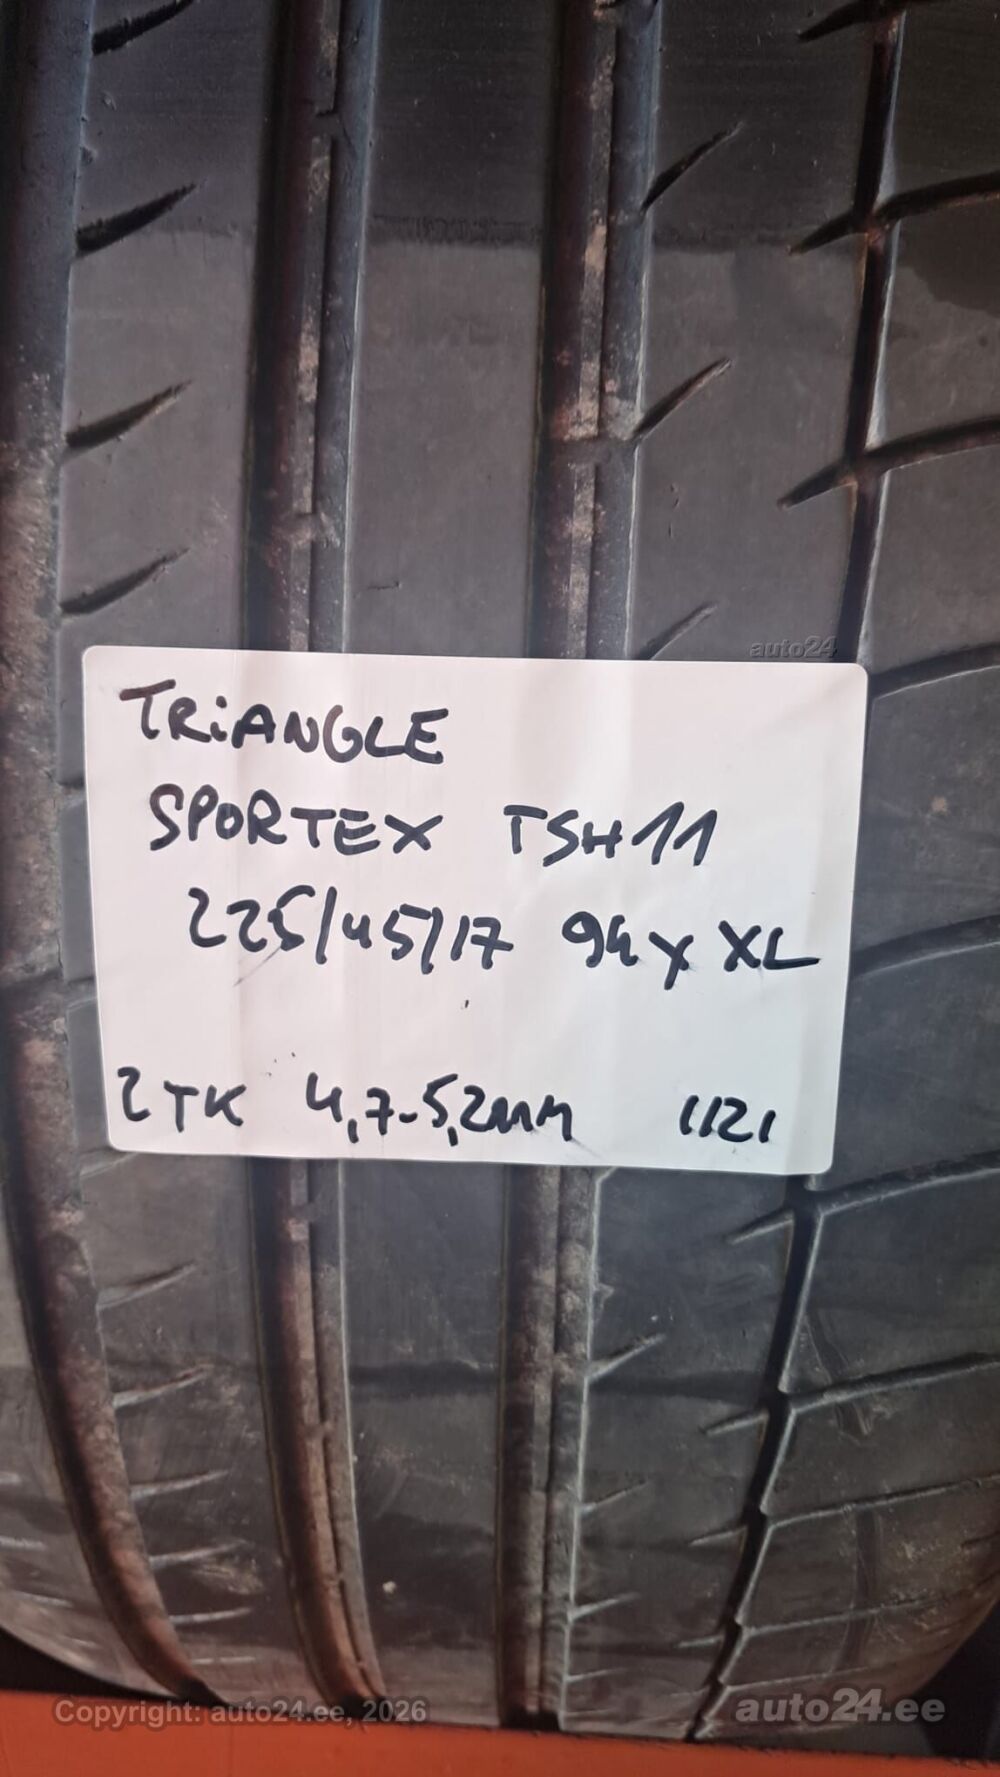 auto24
TRiANGLE
SPORTEX TSH11
225/45/17 94Y XL
2TK 4,7-5,2MM 1121
Copyright: auto24.ee, 2026
auto24.ee